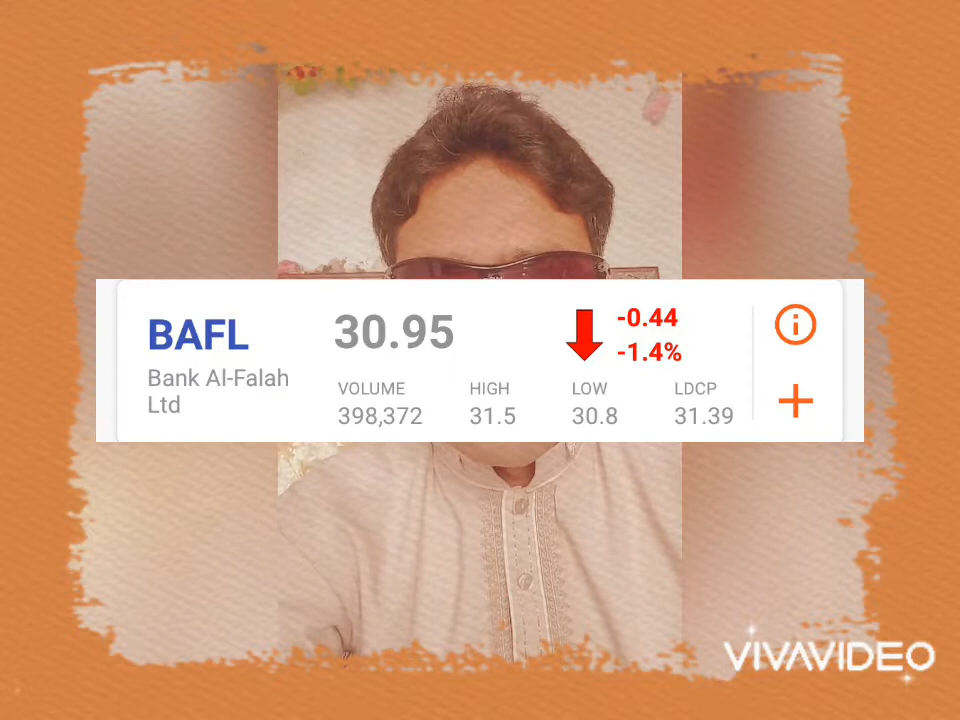 BAFL
Bank Al-Falah
Ltd
30.95
-0.44
-1.4%
VOLUME HIGH LOW LDCP
398,372 31.5 30.8 31.39
VIVAVIDEO